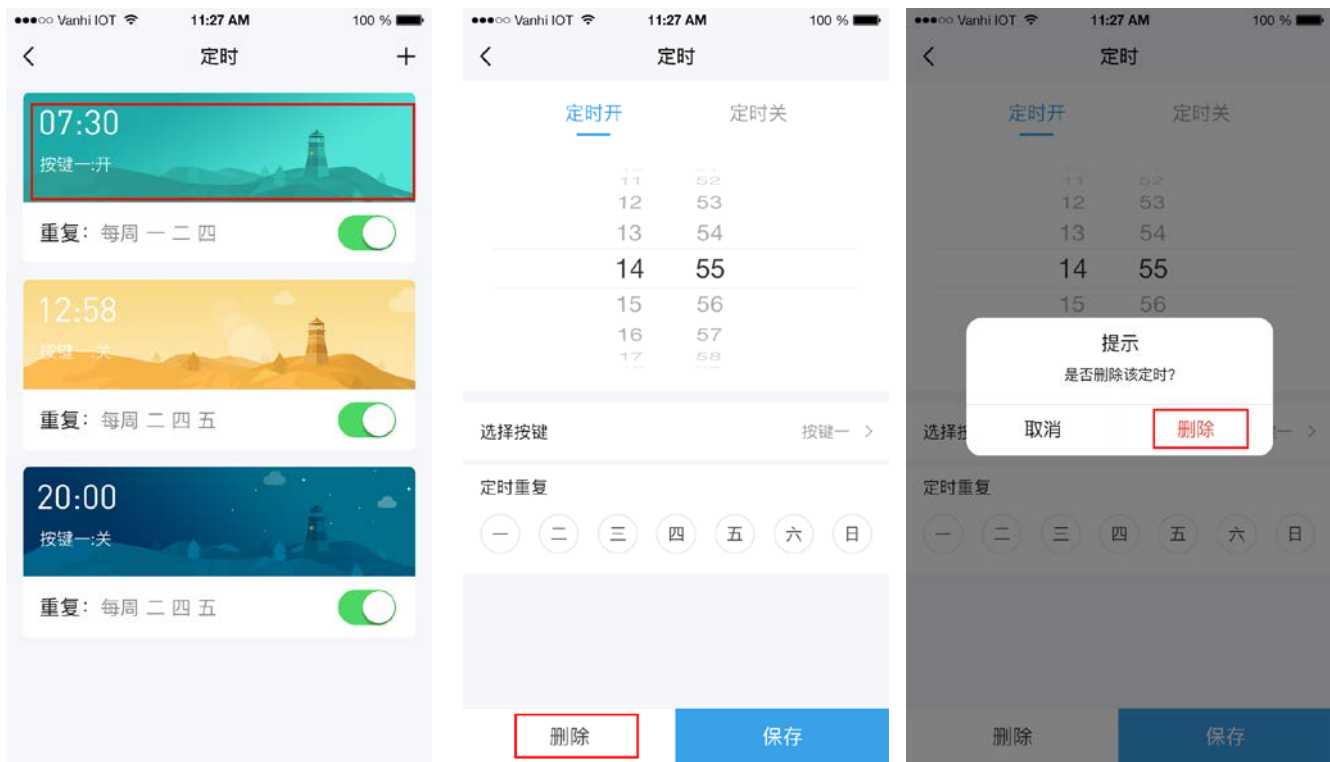 ●●●○○ Vanhi IOT 11:27 AM 100 %
定时
07:30
按键一:开
重复：每周 一 二 四
12:58
按键一:关
重复：每周 二 四 五
20:00
按键一:关
重复：每周 二 四 五
●●●○○ Vanhi IOT 11:27 AM 100 %
定时
定时开 定时关
11 52
12 53
13 54
14 55
15 56
16 57
17 58
选择按键 按键一 >
定时重复
一 二 三 四 五 六 日
删除 保存
●●●○○ Vanhi IOT 11:27 AM 100 %
定时
定时开 定时关
11 52
12 53
13 54
14 55
15 56
提示
是否删除该定时?
取消 删除
选择按 一 >
定时重复
一 二 三 四 五 六 日
删除 保存